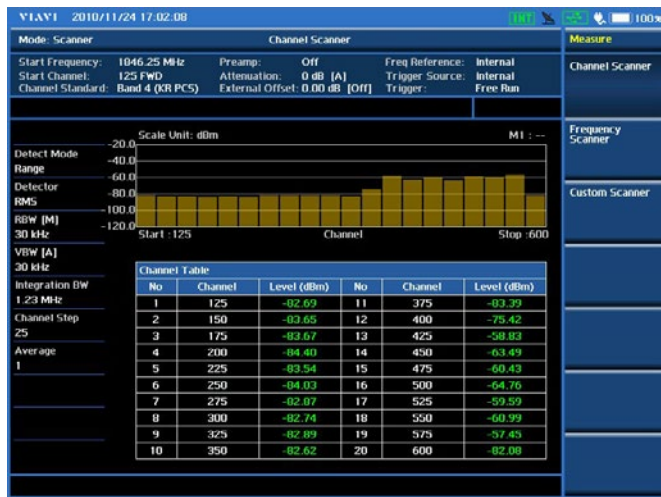 VIAVI 2010/11/24 17:02:08 INT 100%
Mode: Scanner Channel Scanner
Start Frequency: 1846.25 MHz Preamp: Off Freq Reference: Internal
Start Channel: 125 FWD Attenuation: 0 dB [A] Trigger Source: Internal
Channel Standard: Band 4 (KR PCS) External Offset: 0.00 dB [Off] Trigger: Free Run
Measure
Channel Scanner
Frequency
Scanner
Custom Scanner
Detect Mode
Range
Detector
RMS
RBW [M]
30 kHz
VBW [A]
30 kHz
Integration BW
1.23 MHz
Channel Step
25
Average
1
Scale Unit: dBm M1 : --
-20.0
-40.0
-60.0
-80.0
-100.0
-120.0
Start :125 Channel Stop :600
Channel Table
No Channel Level (dBm) No Channel Level (dBm)
1 125 -82.69 11 375 -83.39
2 150 -83.65 12 400 -75.42
3 175 -83.67 13 425 -58.83
4 200 -84.40 14 450 -63.49
5 225 -83.54 15 475 -60.43
6 250 -84.03 16 500 -64.76
7 275 -82.87 17 525 -59.59
8 300 -82.74 18 550 -60.99
9 325 -82.89 19 575 -57.45
10 350 -82.62 20 600 -82.08